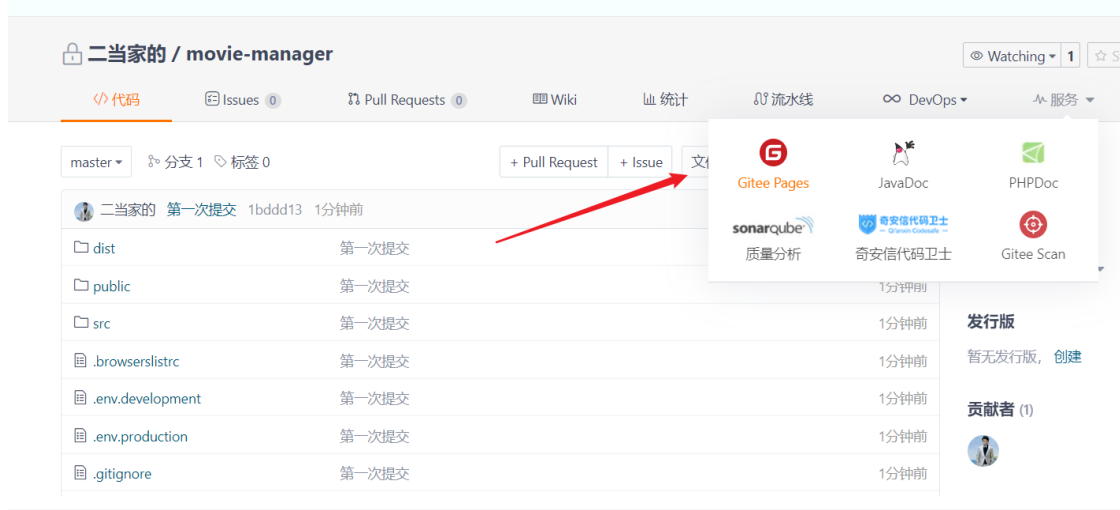 二当家的 / movie-manager
Watching 1
代码 Issues 0 Pull Requests 0 Wiki 统计 流水线 DevOps 服务
master 分支 1 标签 0 + Pull Request + Issue
Gitee Pages JavaDoc PHPDoc
sonarqube 奇安信代码卫士
Qi'anxin Codesafe
质量分析 奇安信代码卫士 Gitee Scan
二当家的 第一次提交 1bddd13 1分钟前
dist 第一次提交
public 第一次提交 1分钟前
src 第一次提交 1分钟前
.browserslistrc 第一次提交 1分钟前
.env.development 第一次提交 1分钟前
.env.production 第一次提交 1分钟前
.gitignore 第一次提交 1分钟前
发行版
暂无发行版，创建
贡献者 (1)